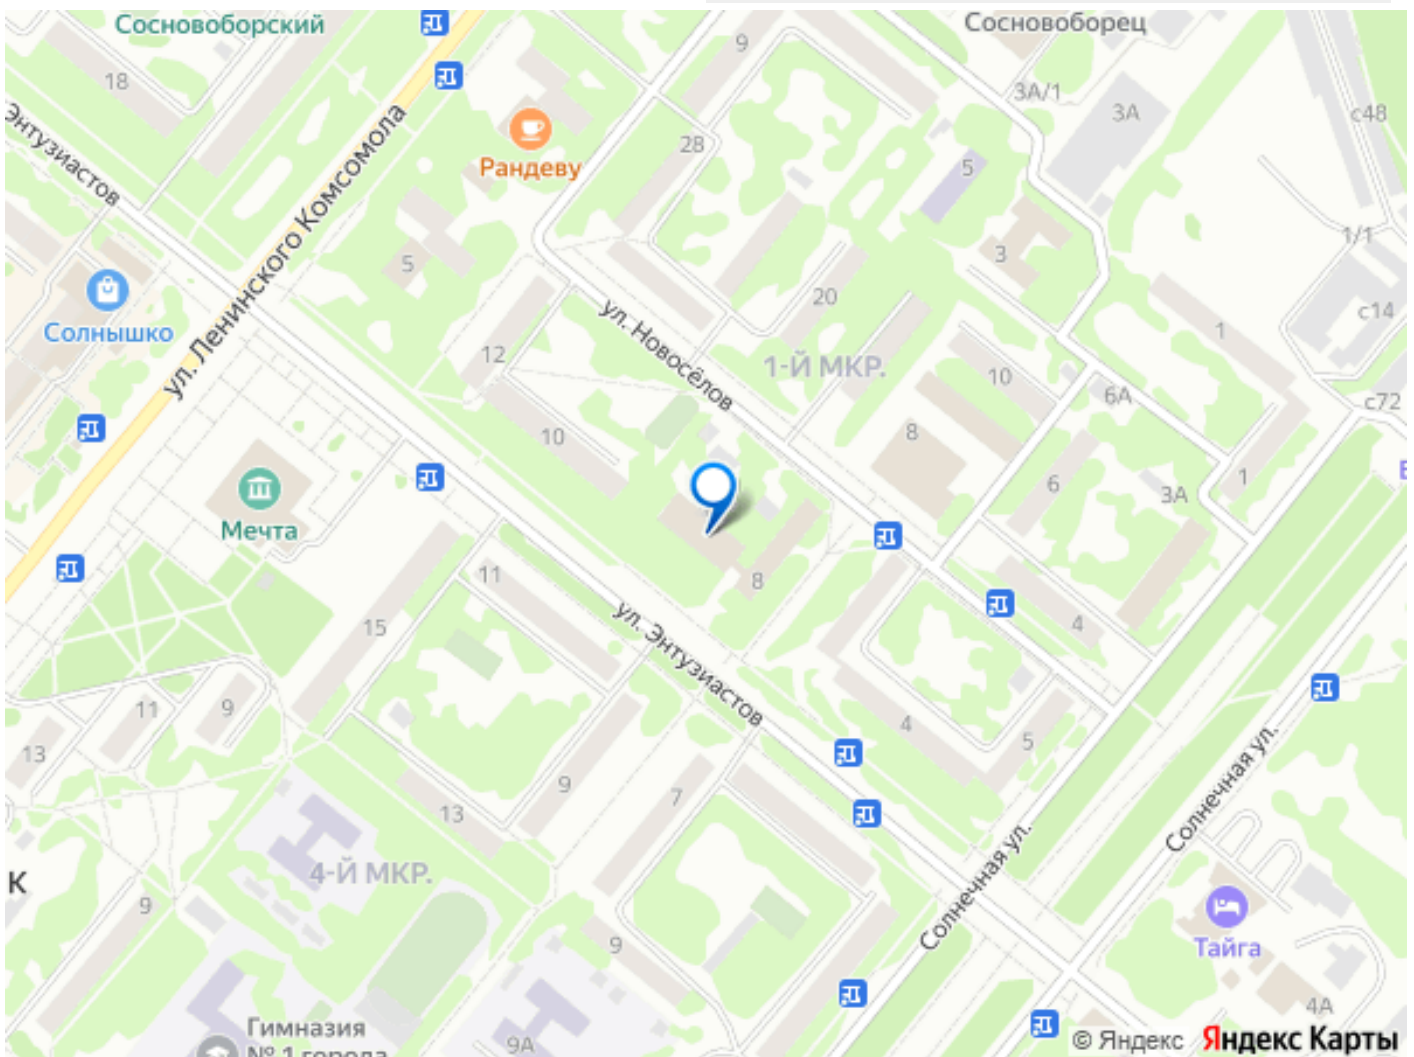 Сосновоборский
Сосновоборец
9
18
3А/1
3А
с48
28
5
Рандеву
Энтузиастов
ул. Ленинского Комсомола
1/1
3
5
20
с14
Солнышко
ул. Новосёлов
1
12
1-Й МКР.
10
6А
с72
10
8
6
1
3А
Мечта
11
8
15
4
ул. Энтузиастов
11
9
4
5
13
9
7
13
Солнечная ул.
Солнечная ул.
4-Й МКР.
К
9
9
Тайга
4А
Гимназия
№ 1 города
9А
© Яндекс Яндекс Карты